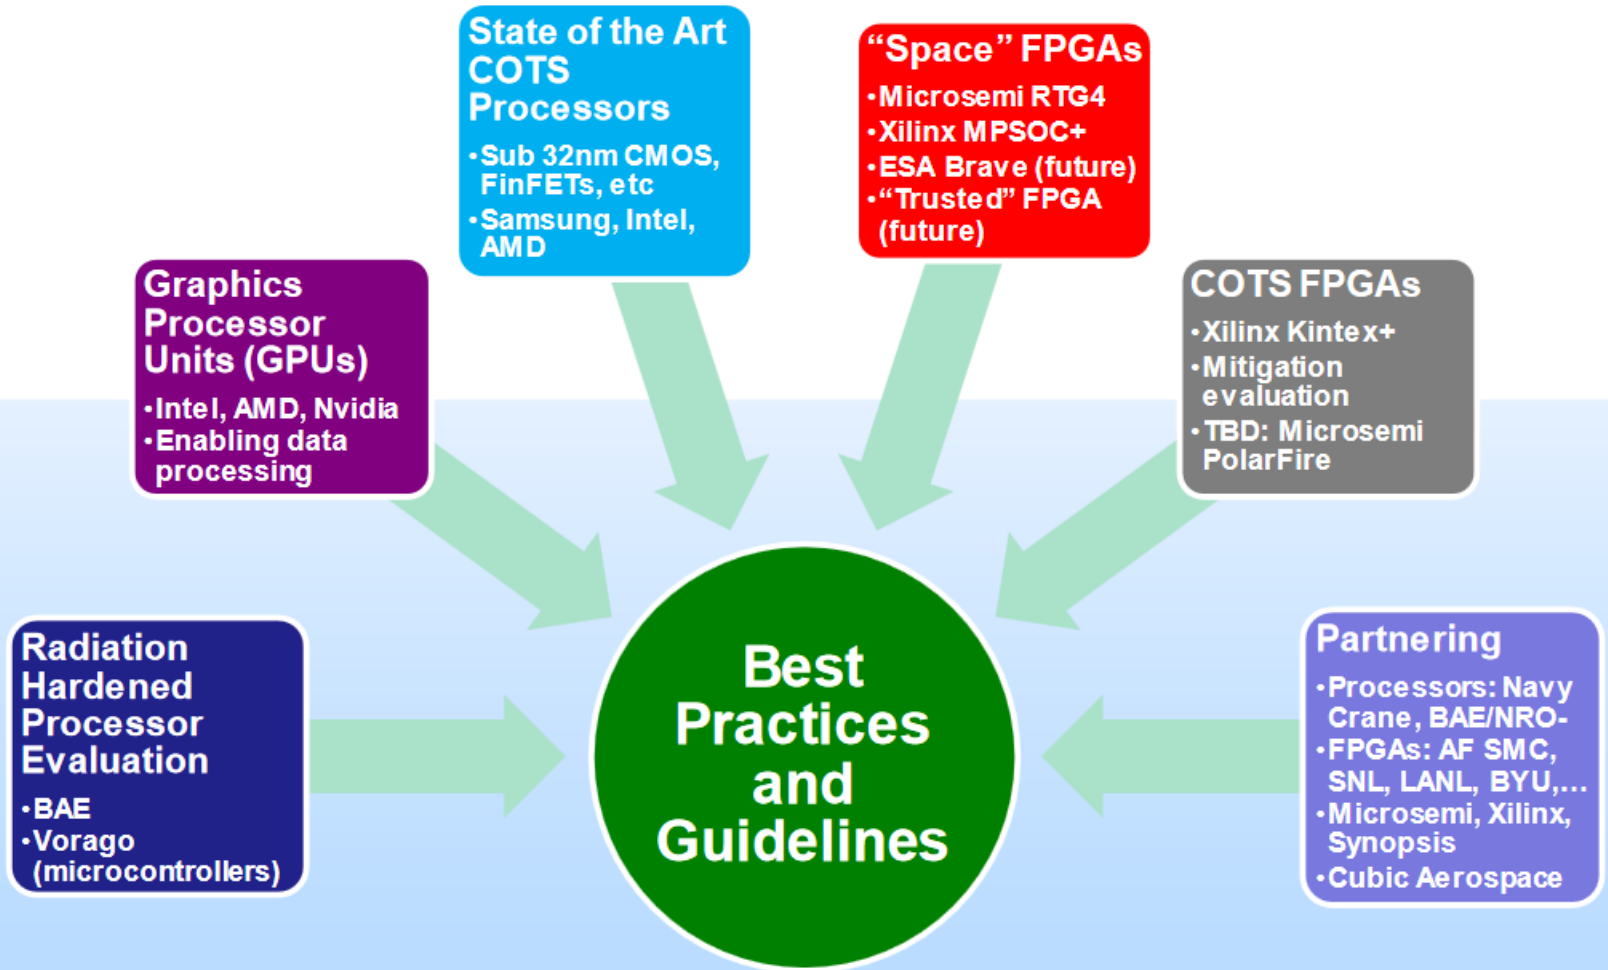 State of the Art
COTS
Processors
•Sub 32nm CMOS,
FinFETs, etc
•Samsung, Intel,
AMD
“Space” FPGAs
•Microsemi RTG4
•Xilinx MPSOC+
•ESA Brave (future)
•“Trusted” FPGA
(future)
Graphics
Processor
Units (GPUs)
•Intel, AMD, Nvidia
•Enabling data
processing
COTS FPGAs
•Xilinx Kintex+
•Mitigation
evaluation
•TBD: Microsemi
PolarFire
Radiation
Hardened
Processor
Evaluation
•BAE
•Vorago
(microcontrollers)
Best
Practices
and
Guidelines
Partnering
•Processors: Navy
Crane, BAE/NRO-
•FPGAs: AF SMC,
SNL, LANL, BYU,...
•Microsemi, Xilinx,
Synopsis
•Cubic Aerospace